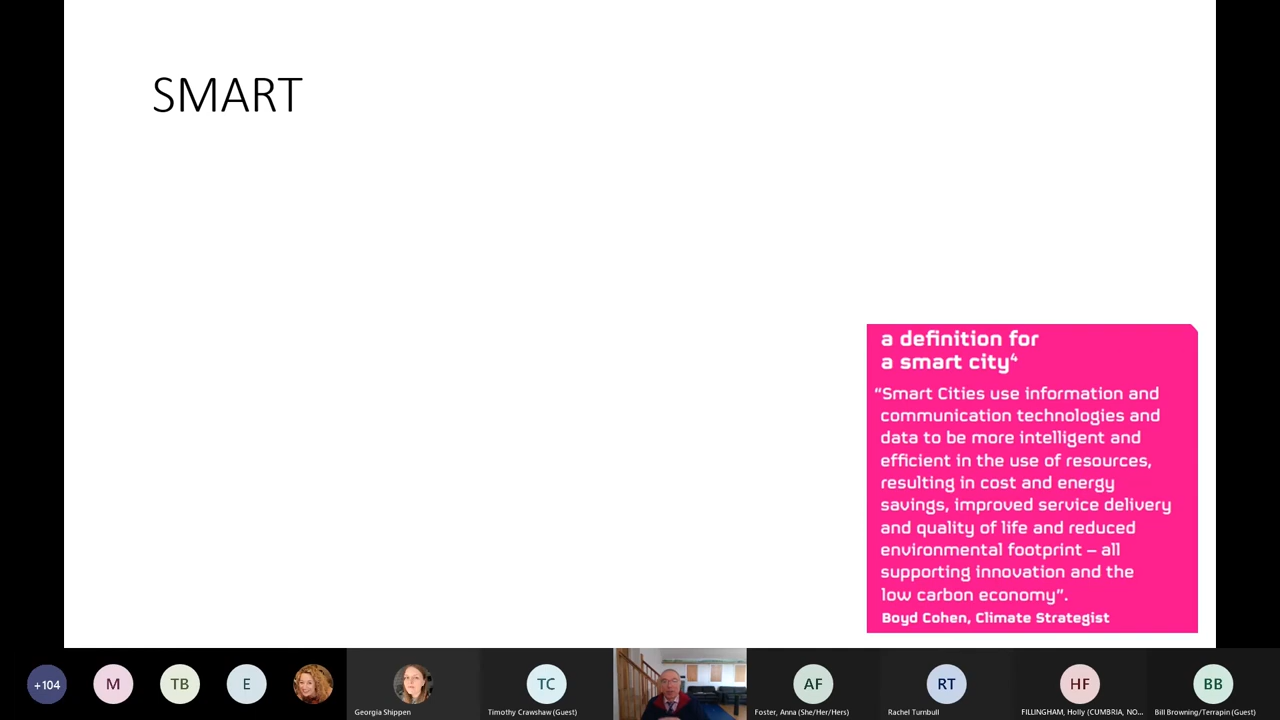 SMART
a definition for
a smart city⁴
“Smart Cities use information and
communication technologies and
data to be more intelligent and
efficient in the use of resources,
resulting in cost and energy
savings, improved service delivery
and quality of life and reduced
environmental footprint – all
supporting innovation and the
low carbon economy”.
Boyd Cohen, Climate Strategist
+104
M
TB
E
Georgia Shippen
TC
Timothy Crawshaw (Guest)
AF
Foster, Anna (She/Her/Hers)
RT
Rachel Turnbull
HF
FILLINGHAM, Holly (CUMBRIA, NO...
BB
Bill Browning/Terrapin (Guest)